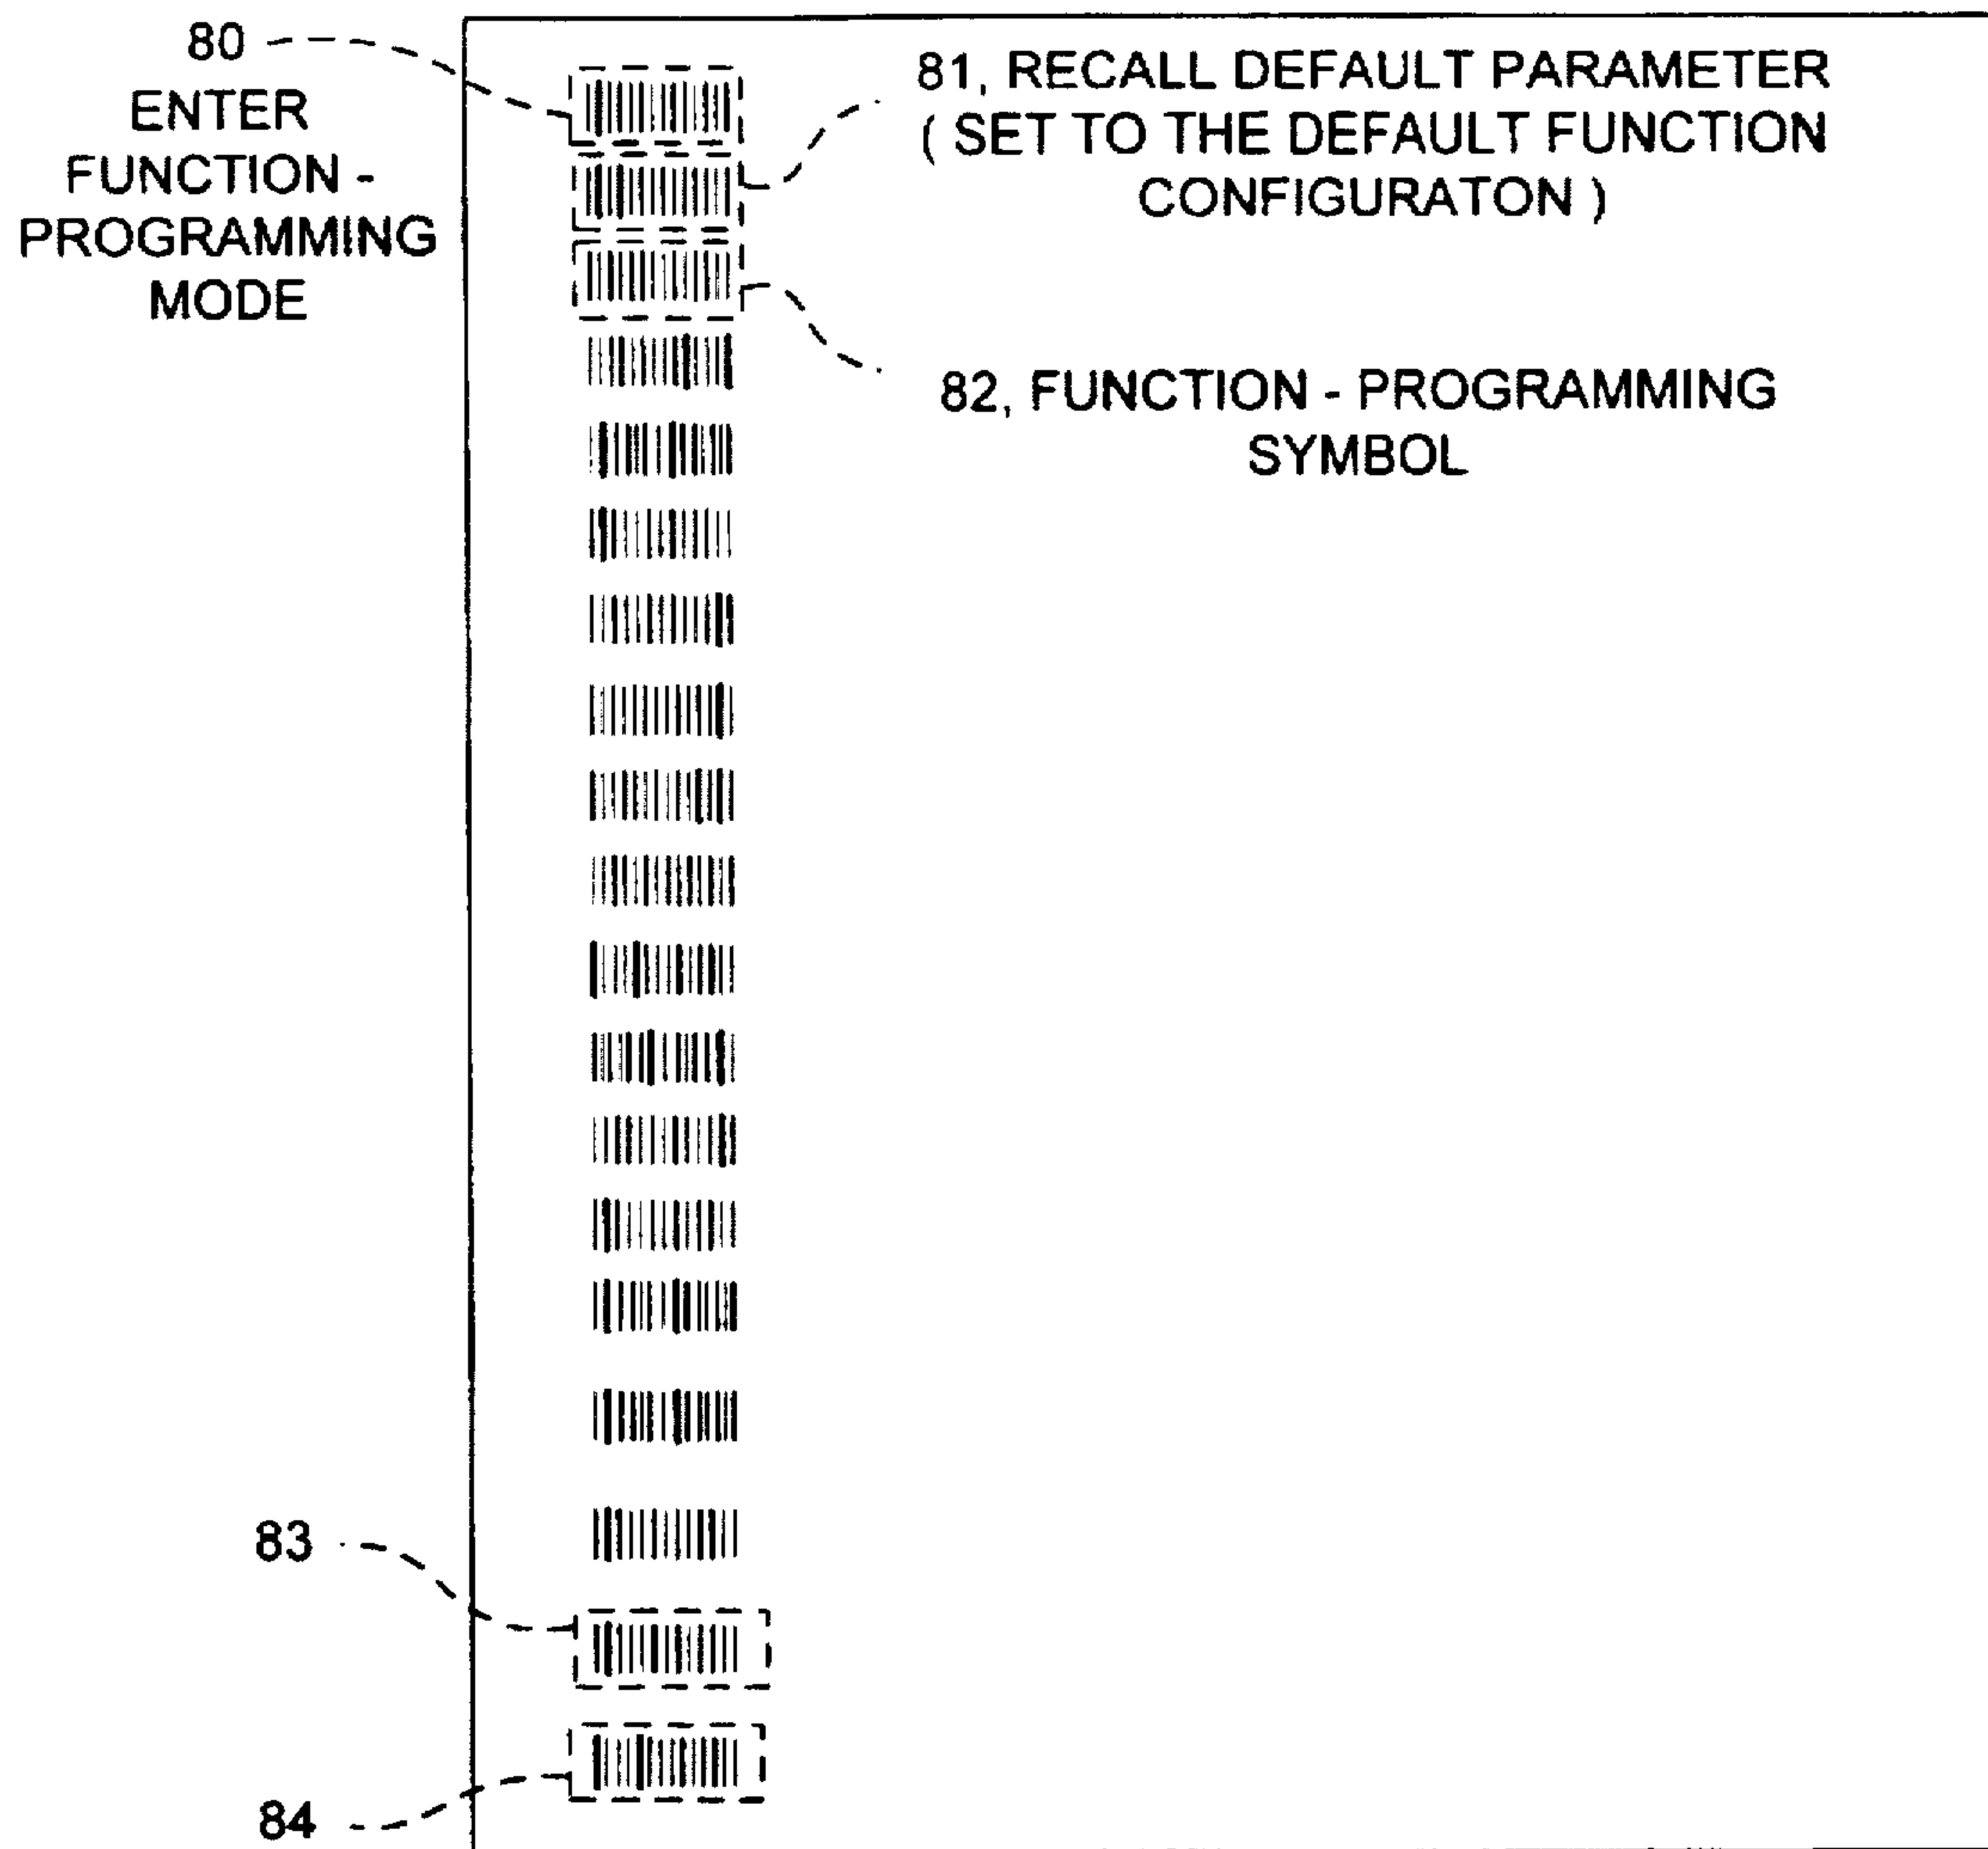 80
ENTER
FUNCTION -
PROGRAMMING
MODE
81, RECALL DEFAULT PARAMETER
( SET TO THE DEFAULT FUNCTION
CONFIGURATON )
82, FUNCTION - PROGRAMMING
SYMBOL
83
84